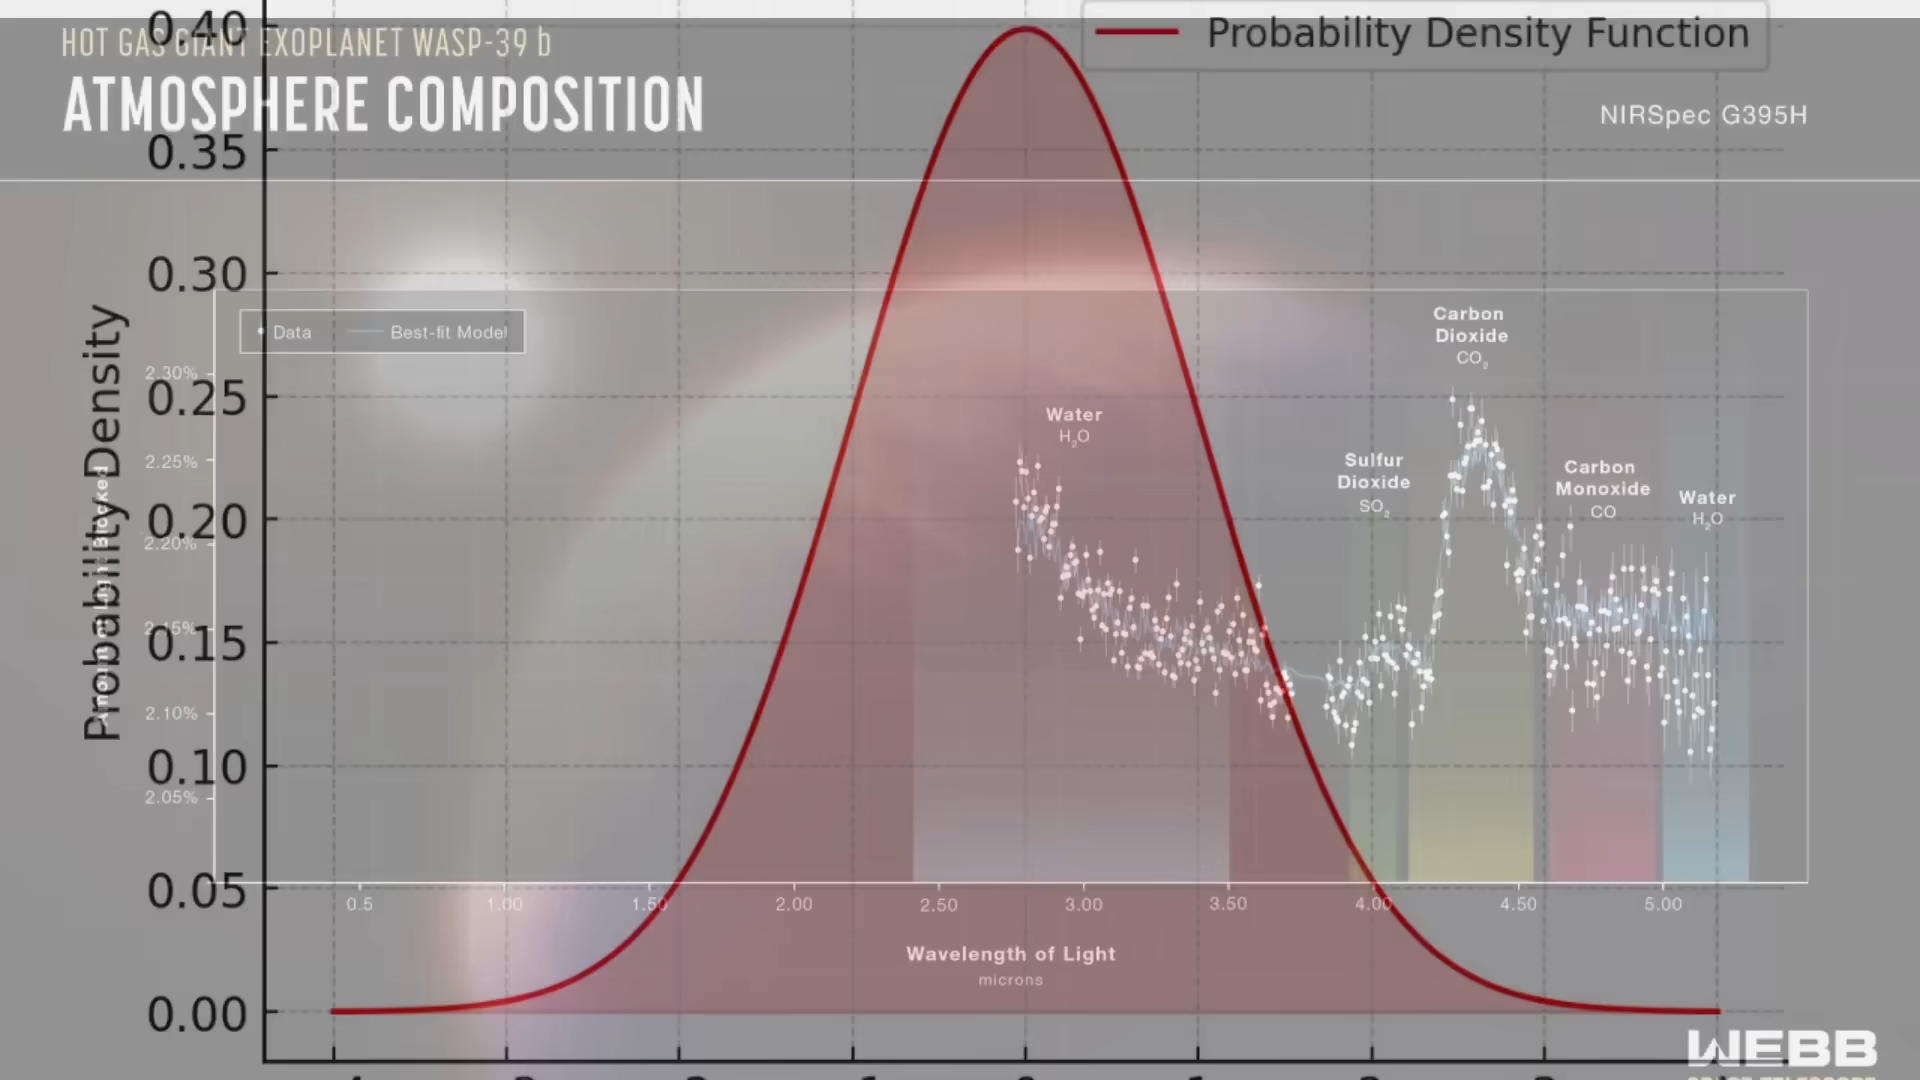 HOT GAS GIANT EXOPLANET WASP-39 b
ATMOSPHERE COMPOSITION
NIRSpec G395H
Probability Density Function
Probability Density
0.40
0.35
0.30
0.25
0.20
0.15
0.10
0.05
0.00
Data
Best-fit Model
2.30%
2.25%
2.20%
2.15%
2.10%
2.05%
Blocked
Water
H₂O
Sulfur
Dioxide
SO₂
Carbon
Dioxide
CO₂
Carbon
Monoxide
CO
Water
H₂O
0.5 1.00 1.50 2.00 2.50 3.00 3.50 4.00 4.50 5.00
Wavelength of Light
microns
WEBB